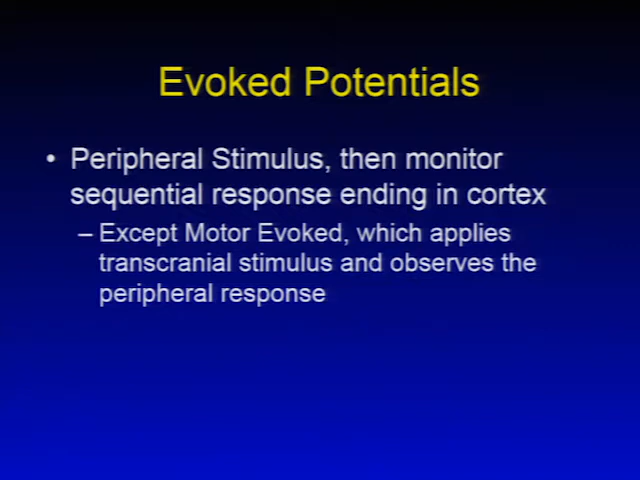 Evoked Potentials
• Peripheral Stimulus, then monitor
sequential response ending in cortex
– Except Motor Evoked, which applies
transcranial stimulus and observes the
peripheral response